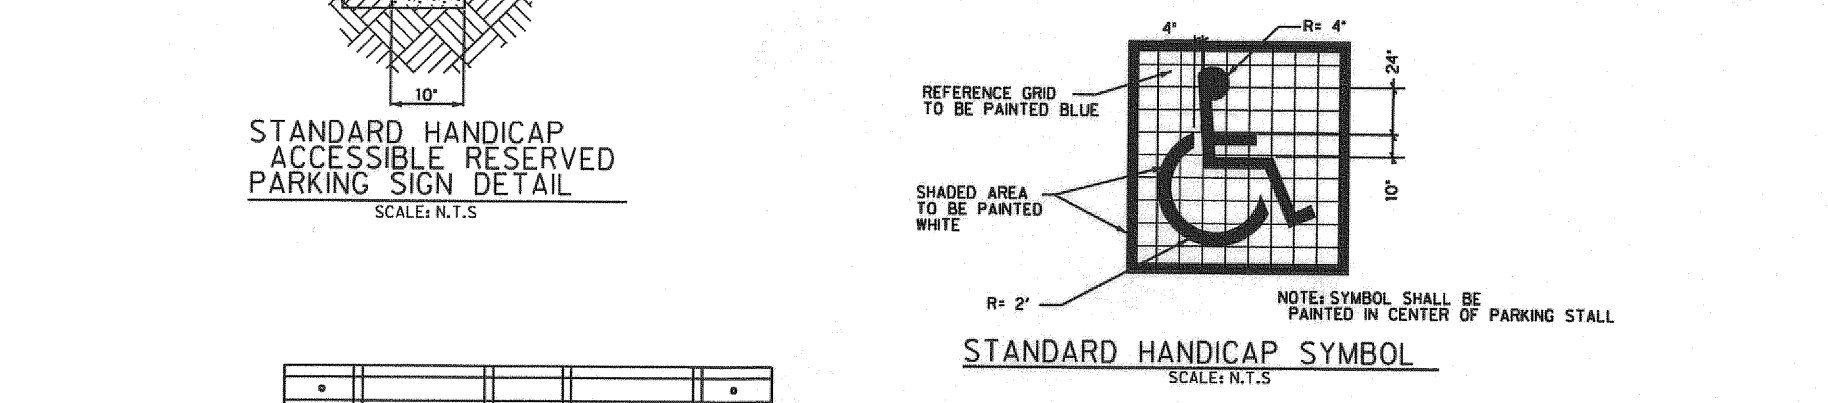 10"
STANDARD HANDICAP
ACCESSIBLE RESERVED
PARKING SIGN DETAIL
SCALE: N.T.S
4"
R= 4"
24"
REFERENCE GRID
TO BE PAINTED BLUE
SHADED AREA
TO BE PAINTED
WHITE
10"
R= 2'
NOTE: SYMBOL SHALL BE
PAINTED IN CENTER OF PARKING STALL
STANDARD HANDICAP SYMBOL
SCALE: N.T.S